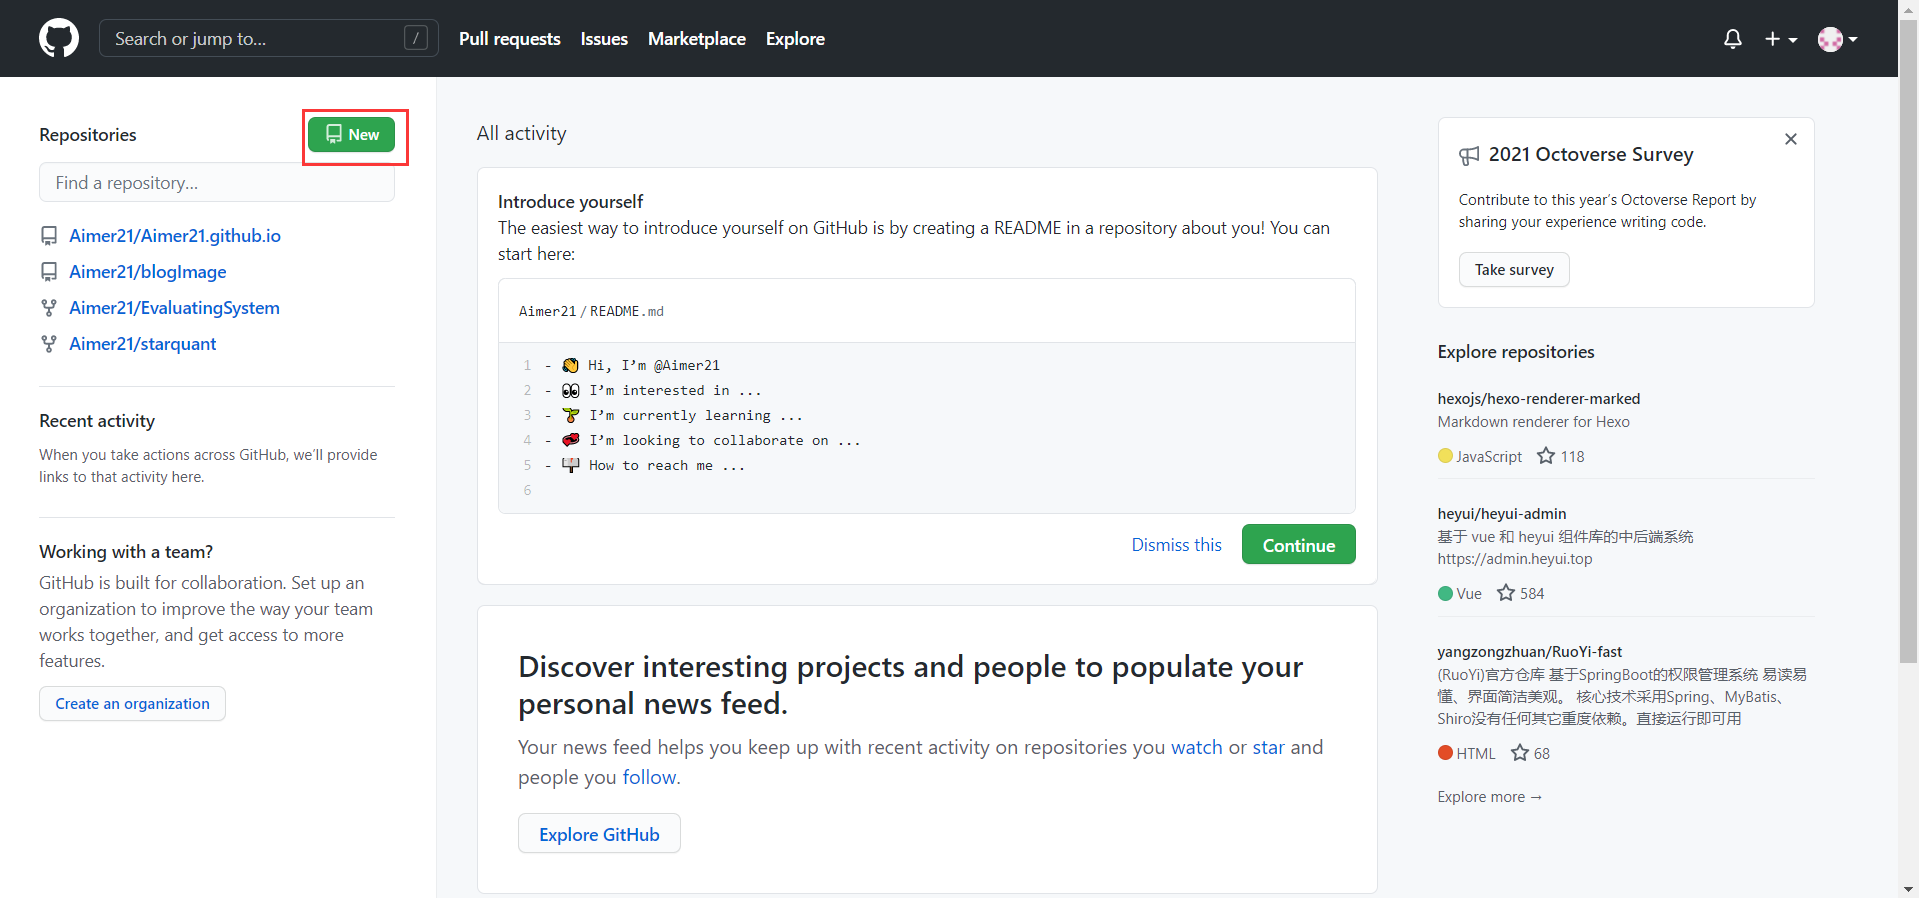 Search or jump to... /
Pull requests
Issues
Marketplace
Explore
Repositories
New
Find a repository...
Aimer21/Aimer21.github.io
Aimer21/blogImage
Aimer21/EvaluatingSystem
Aimer21/starquant
Recent activity
When you take actions across GitHub, we’ll provide
links to that activity here.
Working with a team?
GitHub is built for collaboration. Set up an
organization to improve the way your team
works together, and get access to more
features.
Create an organization
All activity
Introduce yourself
The easiest way to introduce yourself on GitHub is by creating a README in a repository about you! You can
start here:
Aimer21/README.md
1 - 👋 Hi, I’m @Aimer21
2 - 👀 I’m interested in ...
3 - 🌱 I’m currently learning ...
4 - 💞️ I’m looking to collaborate on ...
5 - 📫 How to reach me ...
6
Dismiss this
Continue
Discover interesting projects and people to populate your
personal news feed.
Your news feed helps you keep up with recent activity on repositories you watch or star and
people you follow.
Explore GitHub
2021 Octoverse Survey
Contribute to this year’s Octoverse Report by
sharing your experience writing code.
Take survey
Explore repositories
hexojs/hexo-renderer-marked
Markdown renderer for Hexo
JavaScript 118
heyui/heyui-admin
基于 vue 和 heyui 组件库的中后端系统
https://admin.heyui.top
Vue 584
yangzongzhuan/RuoYi-fast
(RuoYi)官方仓库 基于SpringBoot的权限管理系统 易读易
懂、界面简洁美观。 核心技术采用Spring、MyBatis、
Shiro没有任何其它重度依赖。直接运行即可用
HTML 68
Explore more →